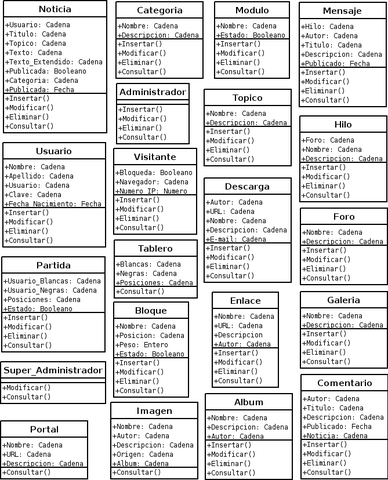 Noticia
+Usuario: Cadena
+Titulo: Cadena
+Topico: Cadena
+Texto: Cadena
+Texto_Extendido: Cadena
+Publicada: Booleano
+Categoria: Cadena
+Publicada: Fecha
+Insertar()
+Modificar()
+Eliminar()
+Consultar()
Categoria
+Nombre: Cadena
+Descripcion: Cadena
+Insertar()
+Modificar()
+Eliminar()
+Consultar()
Modulo
+Nombre: Cadena
+Estado: Booleano
+Insertar()
+Modificar()
+Eliminar()
+Consultar()
Mensaje
+Hilo: Cadena
+Autor: Cadena
+Titulo: Cadena
+Descripcion: Cadena
+Publicado: Fecha
+Insertar()
+Modificar()
+Eliminar()
+Consultar()
Administrador
+Insertar()
+Modificar()
+Eliminar()
+Consultar()
Topico
+Nombre: Cadena
+Descripcion: Cadena
+Insertar()
+Modificar()
+Eliminar()
+Consultar()
Hilo
+Foro: Cadena
+Nombre: Cadena
+Descripcion: Cadena
+Insertar()
+Modificar()
+Eliminar()
+Consultar()
Usuario
+Nombre: Cadena
+Apellido: Cadena
+Usuario: Cadena
+Clave: Cadena
+Fecha Nacimiento: Fecha
+Insertar()
+Modificar()
+Eliminar()
+Consultar()
Visitante
+Bloqueda: Booleano
+Navegador: Cadena
+Numero IP: Numero
+Insertar()
+Modificar()
+Eliminar()
+Consultar()
Descarga
+Autor: Cadena
+URL: Cadena
+Nombre: Cadena
+Descripcion: Cadena
+E-mail: Cadena
+Insertar()
+Modificar()
+Eliminar()
+Consultar()
Foro
+Nombre: Cadena
+Descripcion: Cadena
+Insertar()
+Modificar()
+Eliminar()
+Consultar()
Partida
+Usuario_Blancas: Cadena
+Usuario_Negras: Cadena
+Posiciones: Cadena
+Estado: Booleano
+Insertar()
+Modificar()
+Eliminar()
+Consultar()
Tablero
+Blancas: Cadena
+Negras: Cadena
+Posiciones: Cadena
+Consultar()
Enlace
+Nombre: Cadena
+URL: Cadena
+Descripcion
+Autor: Cadena
+Insertar()
+Modificar()
+Eliminar()
+Consultar()
Galeria
+Nombre: Cadena
+Descripcion: Cadena
+Insertar()
+Modificar()
+Eliminar()
+Consultar()
Bloque
+Nombre: Cadena
+Posicion: Cadena
+Peso: Entero
+Estado: Booleano
+Insertar()
+Modificar()
+Eliminar()
+Consultar()
Super_Administrador
+Modificar()
+Consultar()
Comentario
+Autor: Cadena
+Titulo: Cadena
+Descripcion: Cadena
+Publicado: Fecha
+Noticia: Cadena
+Insertar()
+Modificar()
+Eliminar()
+Consultar()
Portal
+Nombre: Cadena
+URL: Cadena
+Descripcion: Cadena
+Consultar()
Imagen
+Nombre: Cadena
+Autor: Cadena
+Descripcion: Cadena
+Origen: Cadena
+Album: Cadena
+Consultar()
Album
+Nombre: Cadena
+Descripcion: Cadena
+Autor: Cadena
+Insertar()
+Modificar()
+Eliminar()
+Consultar()